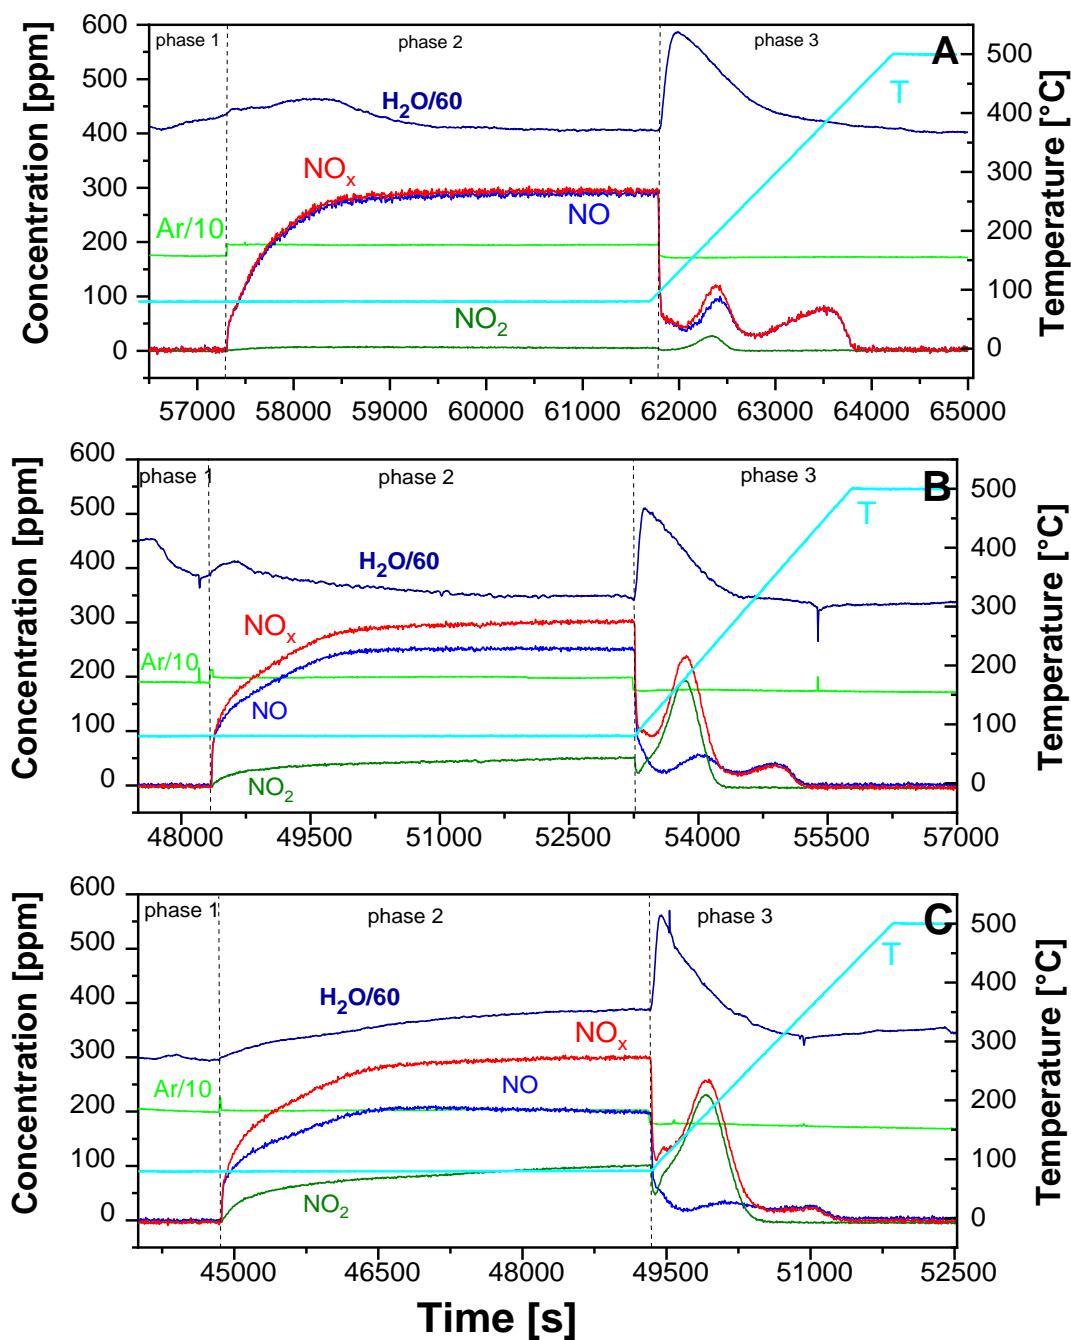 A
phase 1 phase 2 phase 3
Concentration [ppm]
Temperature [°C]
600
500
400
300
200
100
0
500
400
300
200
100
0
H₂O/60
T
NOₓ
NO
Ar/10
NO₂
57000 58000 59000 60000 61000 62000 63000 64000 65000
B
phase 1 phase 2 phase 3
Concentration [ppm]
Temperature [°C]
600
500
400
300
200
100
0
500
400
300
200
100
0
T
H₂O/60
NOₓ
Ar/10
NO
NO₂
48000 49500 51000 52500 54000 55500 57000
C
phase 1 phase 2 phase 3
Concentration [ppm]
Temperature [°C]
600
500
400
300
200
100
0
500
400
300
200
100
0
T
H₂O/60
NOₓ
Ar/10
NO
NO₂
45000 46500 48000 49500 51000 52500
Time [s]